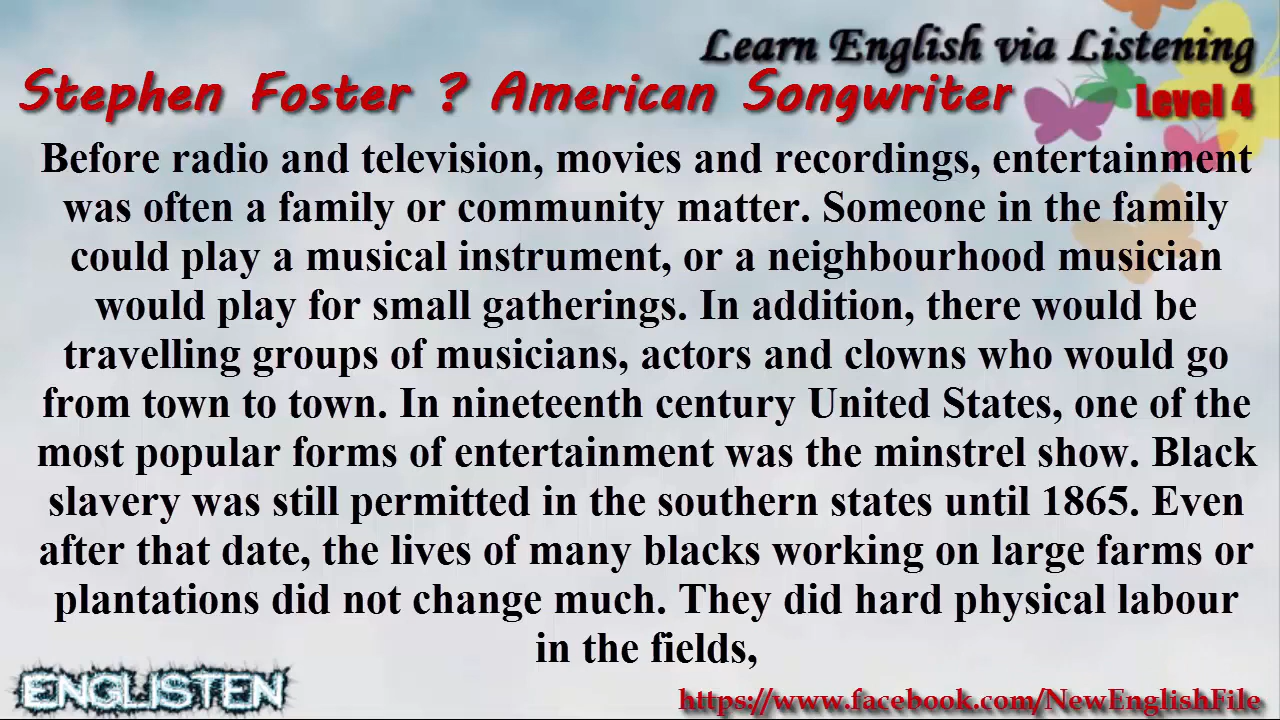 Learn English via Listening
Stephen Foster ? American Songwriter
Level 4
Before radio and television, movies and recordings, entertainment
was often a family or community matter. Someone in the family
could play a musical instrument, or a neighbourhood musician
would play for small gatherings. In addition, there would be
travelling groups of musicians, actors and clowns who would go
from town to town. In nineteenth century United States, one of the
most popular forms of entertainment was the minstrel show. Black
slavery was still permitted in the southern states until 1865. Even
after that date, the lives of many blacks working on large farms or
plantations did not change much. They did hard physical labour
in the fields,
ENGLISTEN
https://www.facebook.com/NewEnglishFile